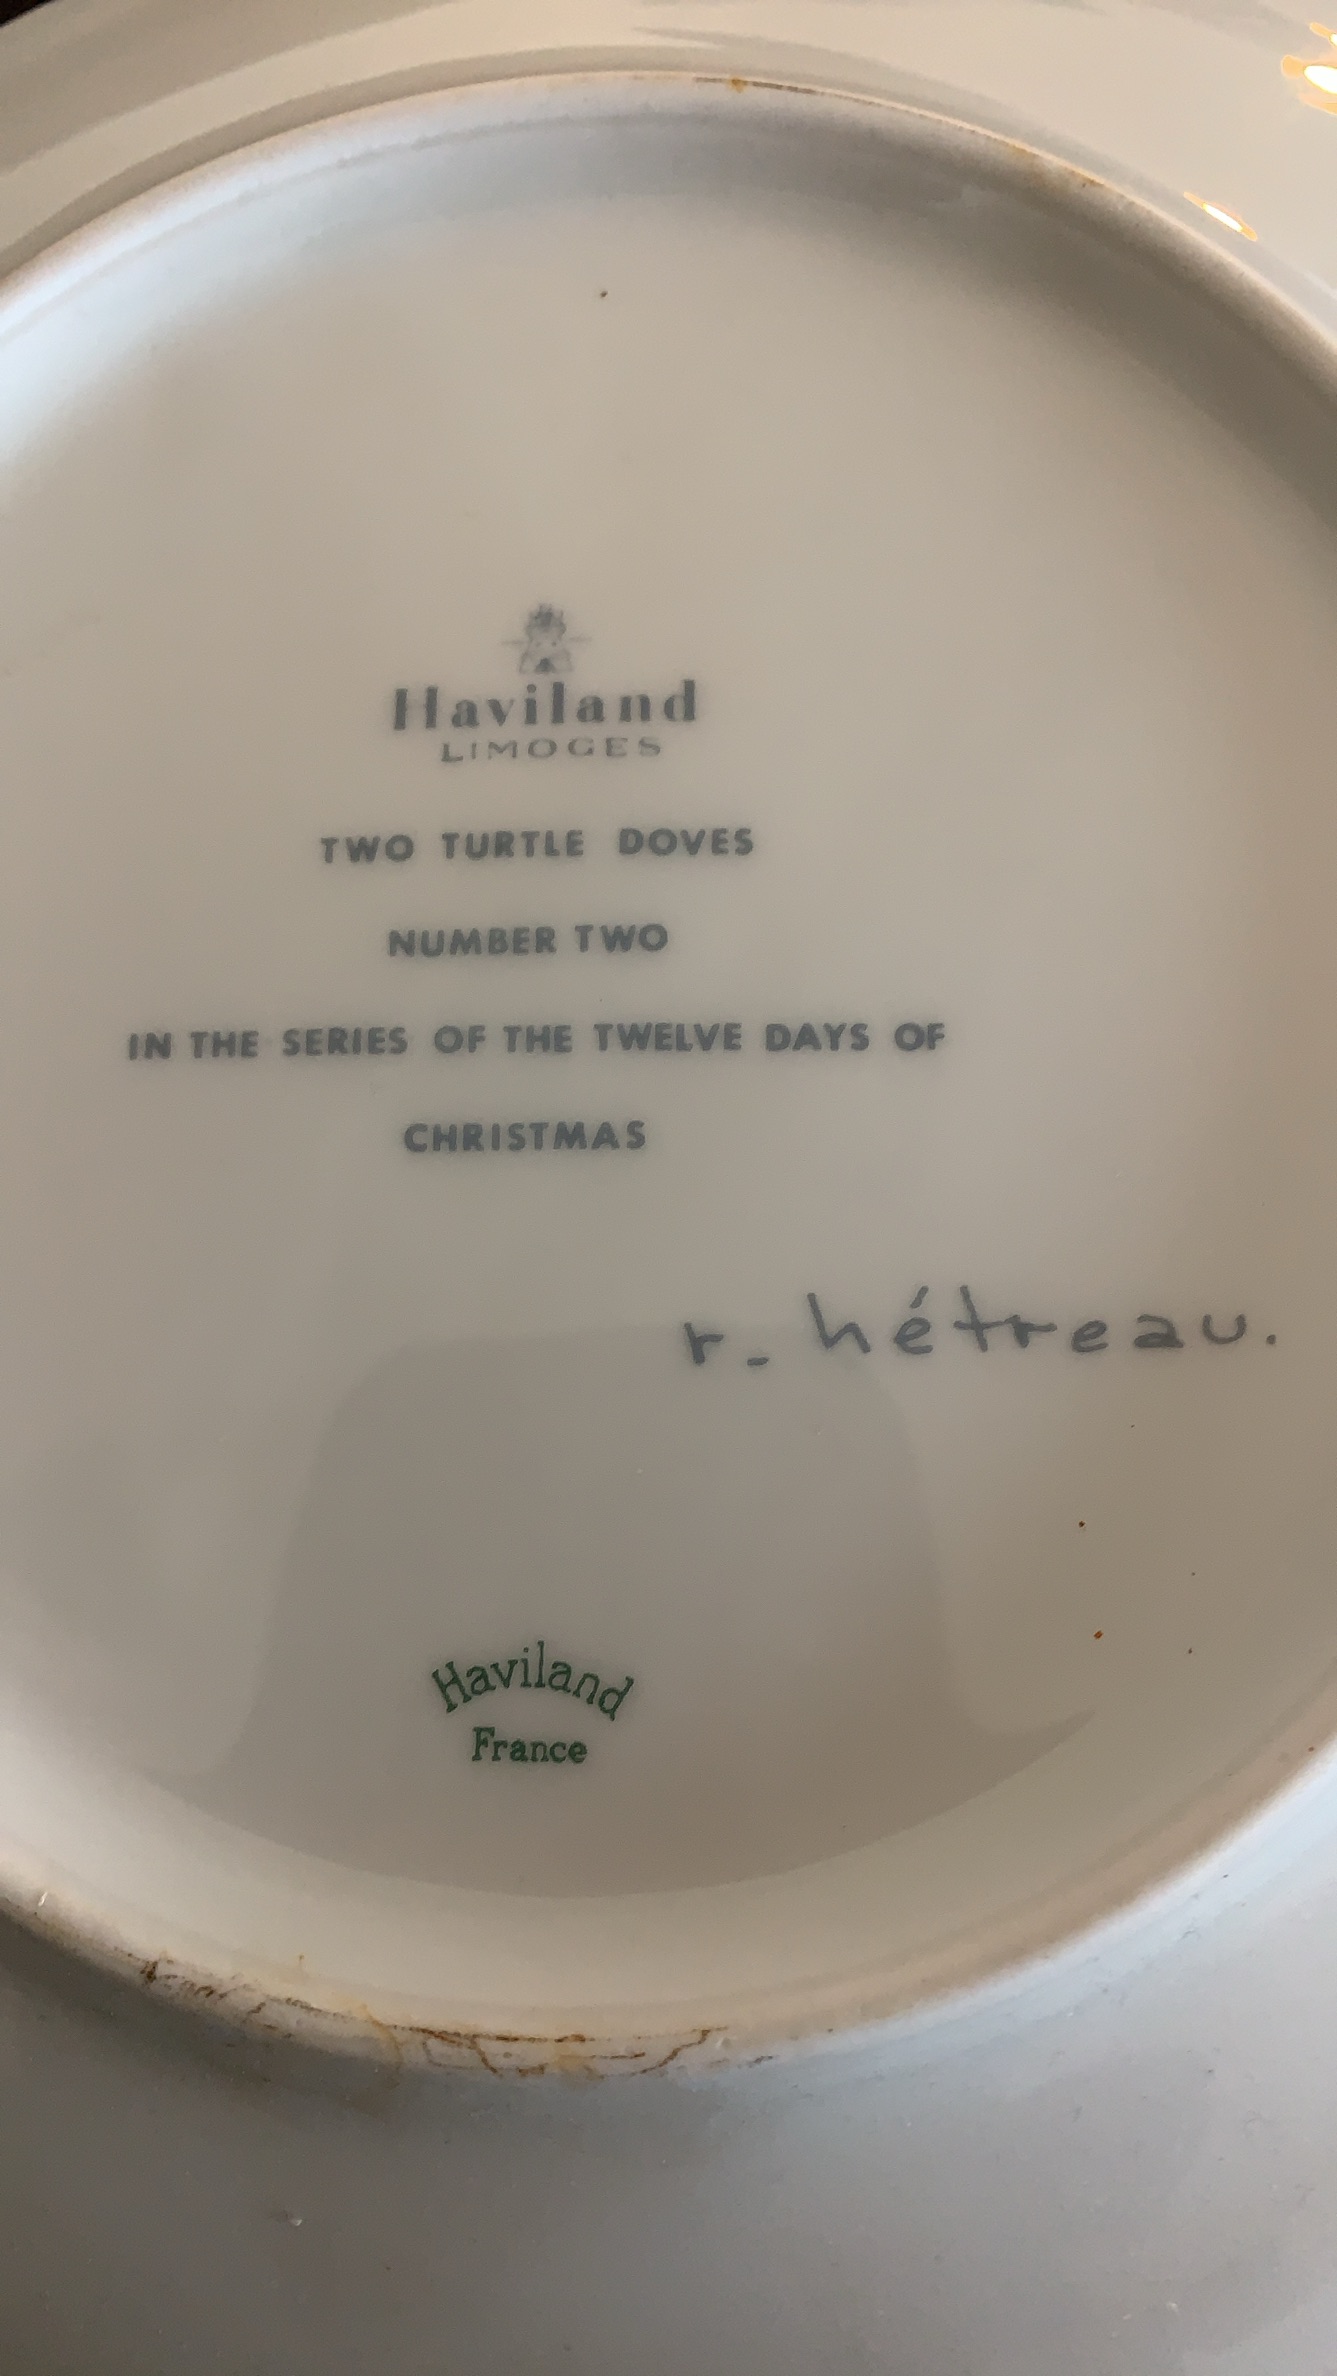 Haviland
LIMOGES
TWO TURTLE DOVES
NUMBER TWO
IN THE SERIES OF THE TWELVE DAYS OF
CHRISTMAS
r. hétreau.
Haviland
France